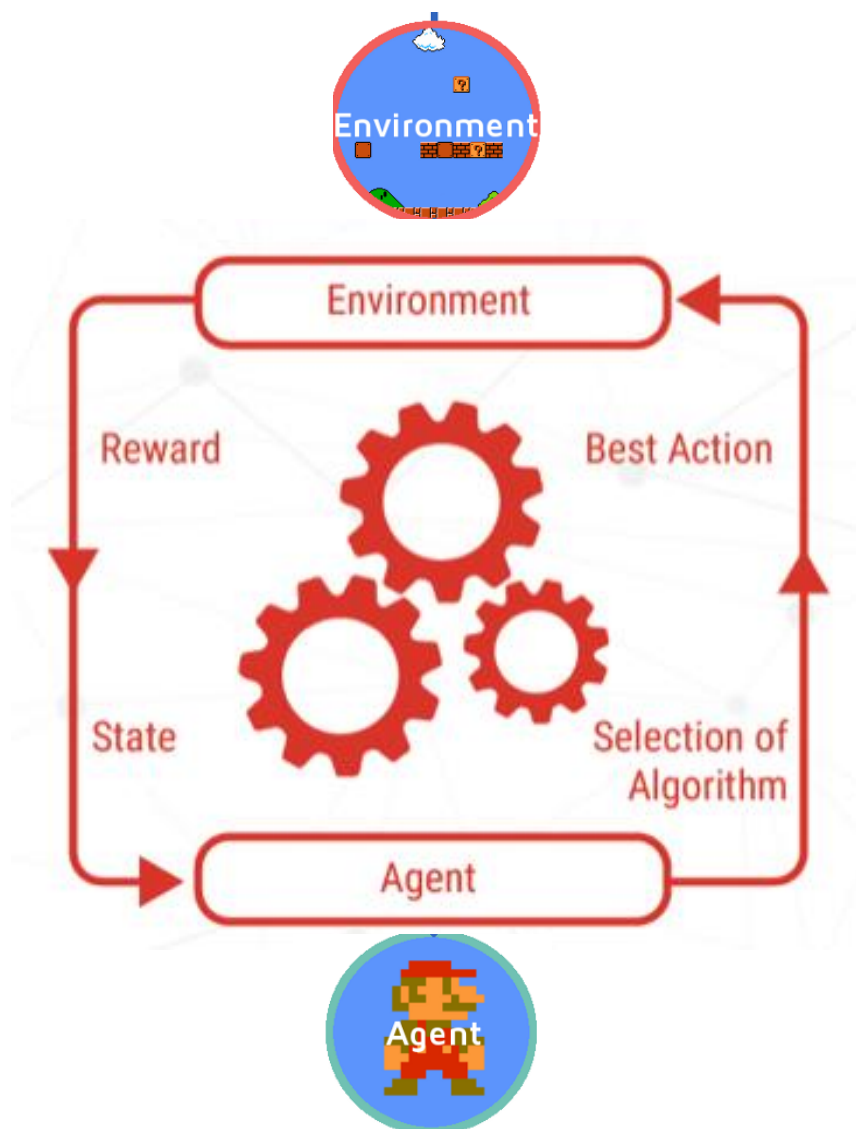 Environment
Environment
Reward
Best Action
State
Selection of
Algorithm
Agent
Agent